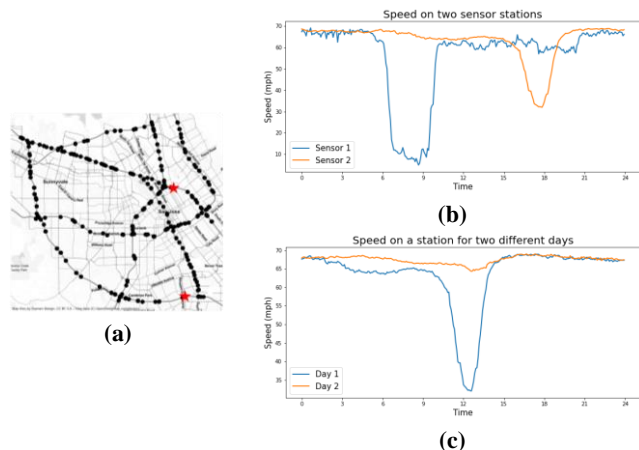 Speed on two sensor stations
Speed (mph)
70
60
50
40
30
20
10
Sensor 1
Sensor 2
0 3 6 9 12 15 18 21 24
Time
(b)
Sunnyvale
(a)
Speed on a station for two different days
Speed (mph)
70
65
60
55
50
45
40
35
Day 1
Day 2
0 3 6 9 12 15 18 21 24
Time
(c)